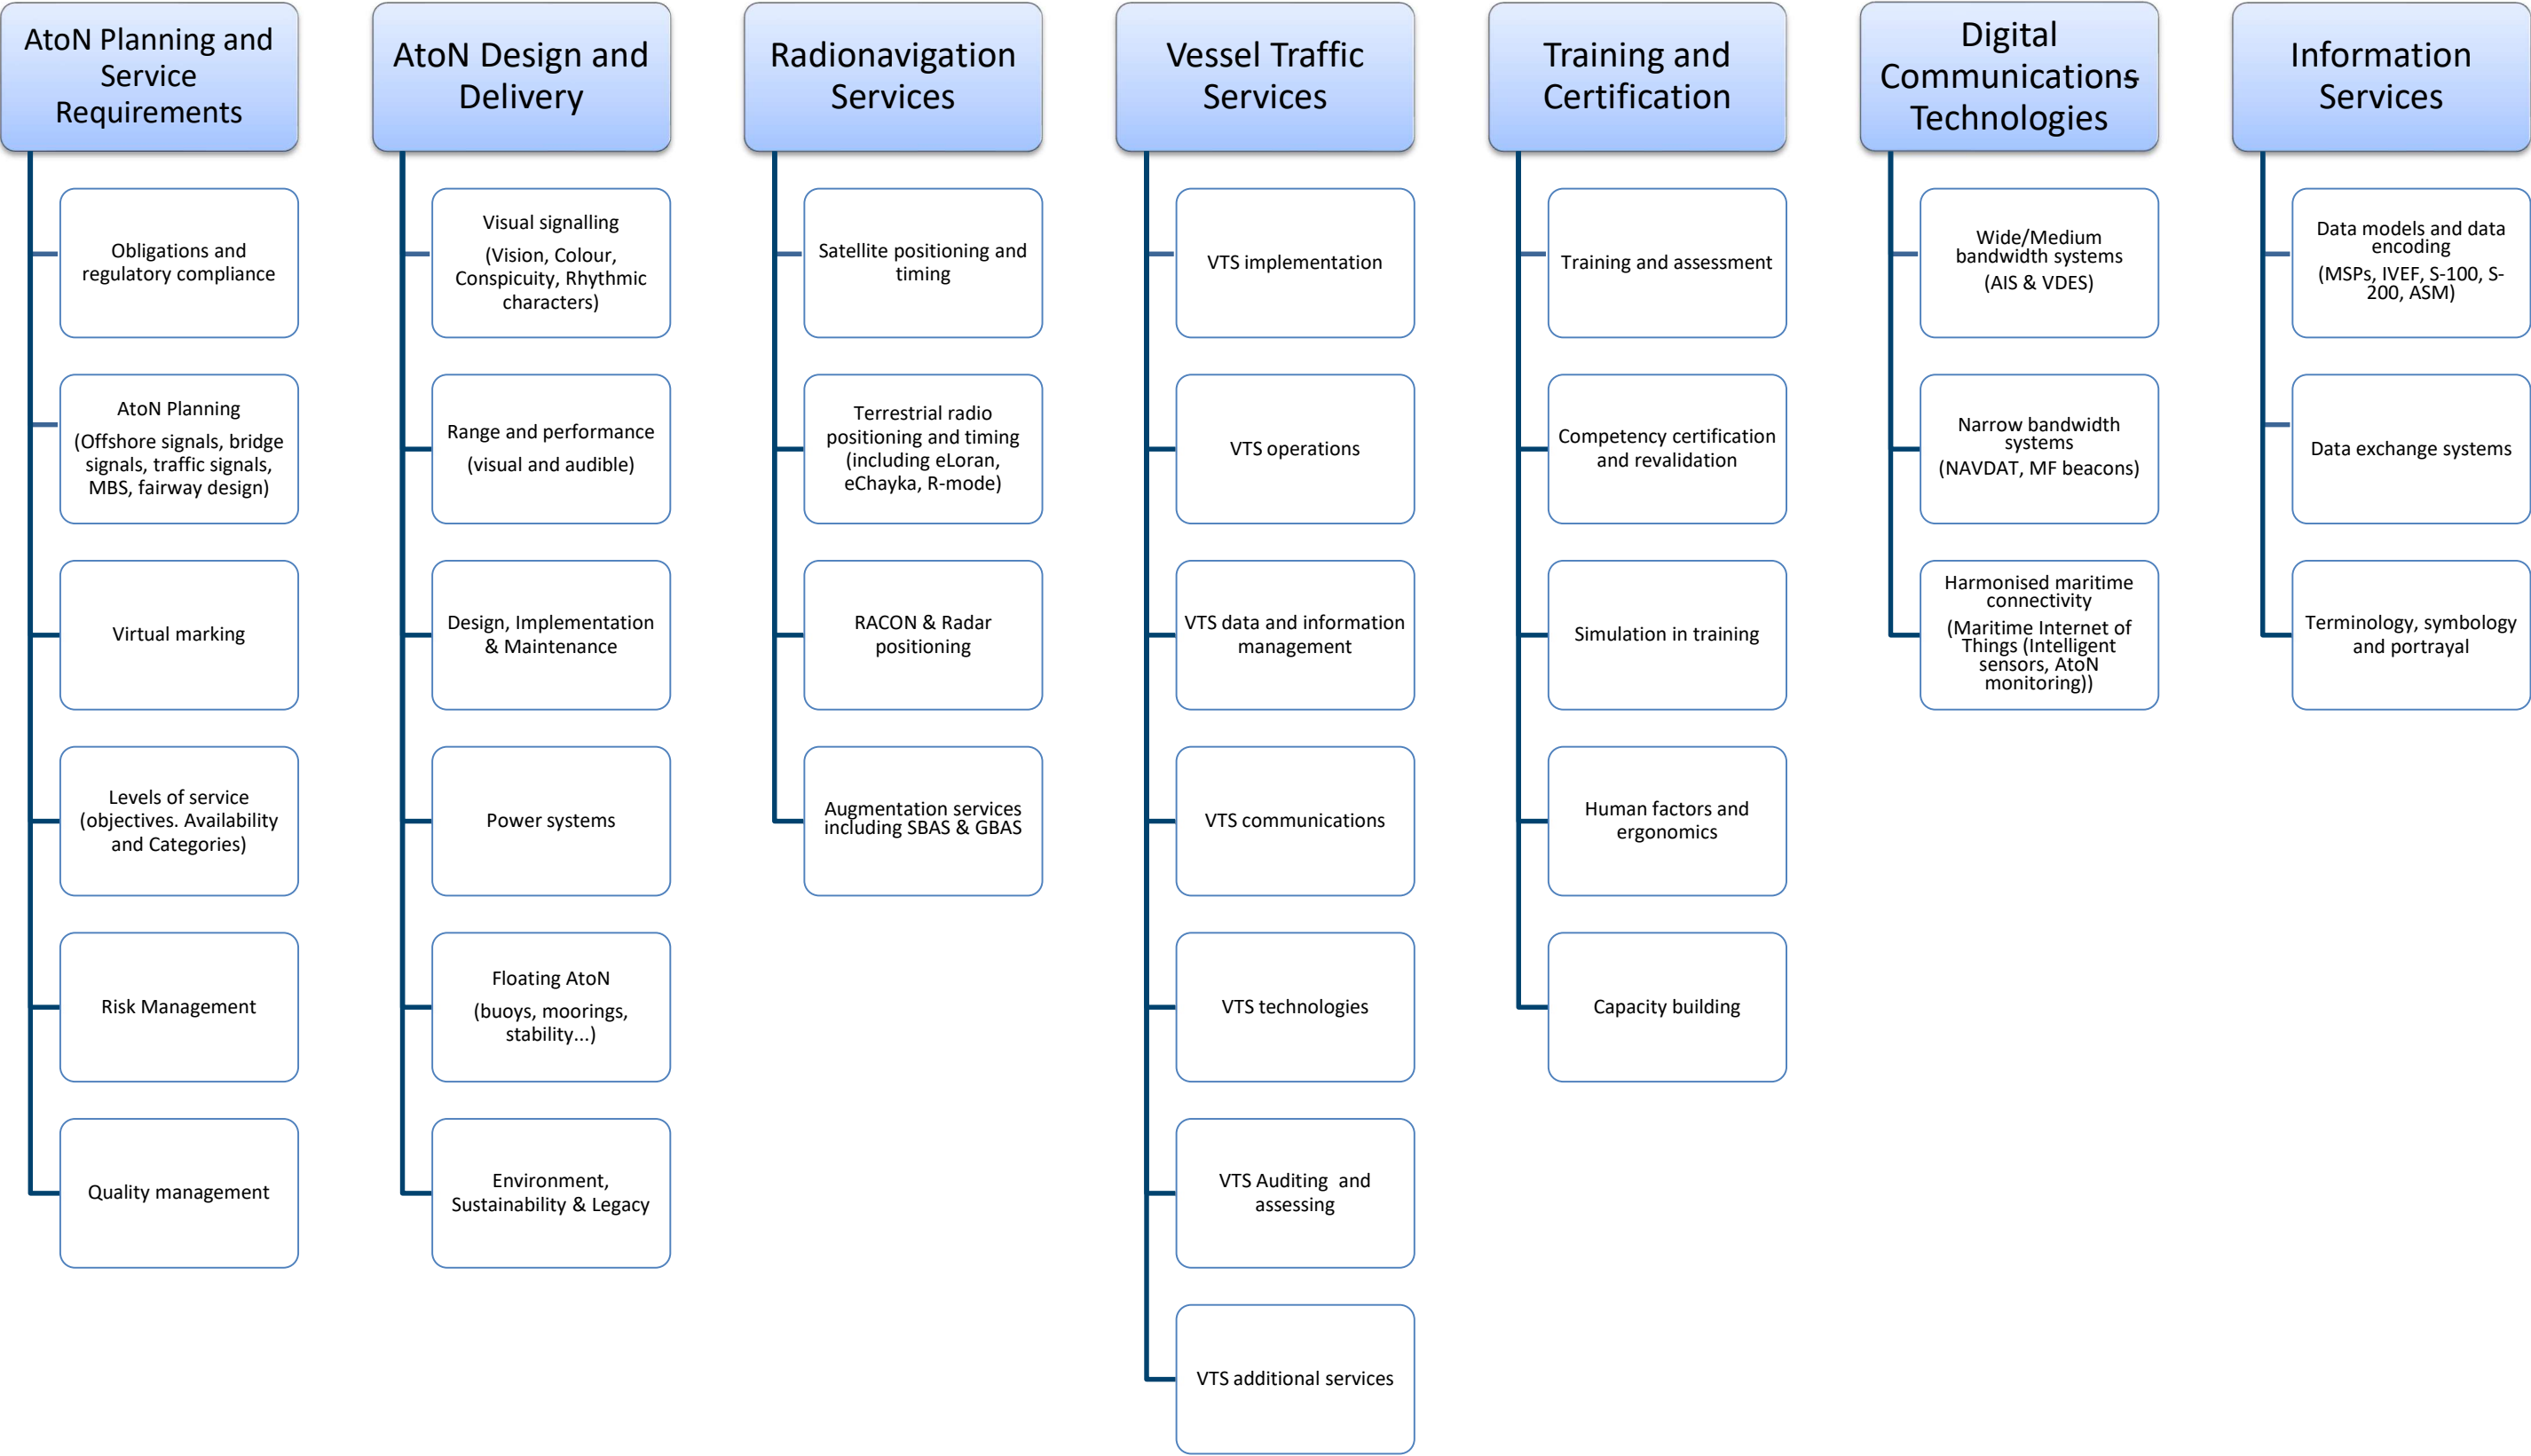 AtoN Planning and
Service
Requirements
Obligations and
regulatory compliance
AtoN Planning
(Offshore signals, bridge
signals, traffic signals,
MBS, fairway design)
Virtual marking
Levels of service
(objectives. Availability
and Categories)
Risk Management
Quality management
AtoN Design and
Delivery
Visual signalling
(Vision, Colour,
Conspicuity, Rhythmic
characters)
Range and performance
(visual and audible)
Design, Implementation
& Maintenance
Power systems
Floating AtoN
(buoys, moorings,
stability...)
Environment,
Sustainability & Legacy
Radionavigation
Services
Satellite positioning and
timing
Terrestrial radio
positioning and timing
(including eLoran,
eChayka, R-mode)
RACON & Radar
positioning
Augmentation services
including SBAS & GBAS
Vessel Traffic
Services
VTS implementation
VTS operations
VTS data and information
management
VTS communications
VTS technologies
VTS Auditing  and
assessing
VTS additional services
Training and
Certification
Training and assessment
Competency certification
and revalidation
Simulation in training
Human factors and
ergonomics
Capacity building
Digital
Communications
Technologies
Wide/Medium
bandwidth systems
(AIS & VDES)
Narrow bandwidth
systems
(NAVDAT, MF beacons)
Harmonised maritime
connectivity
(Maritime Internet of
Things (Intelligent
sensors, AtoN
monitoring))
Information
Services
Data models and data
encoding
(MSPs, IVEF, S-100, S-
200, ASM)
Data exchange systems
Terminology, symbology
and portrayal